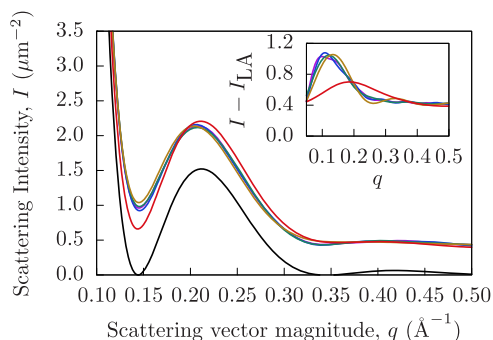 Scattering Intensity, I (μm⁻²)
3.5
3.0
2.5
2.0
1.5
1.0
0.5
0.0
0.10 0.15 0.20 0.25 0.30 0.35 0.40 0.45 0.50
Scattering vector magnitude, q (Å⁻¹)
I − I_LA
1.2
0.8
0.4
0.0
0.1 0.2 0.3 0.4 0.5
q